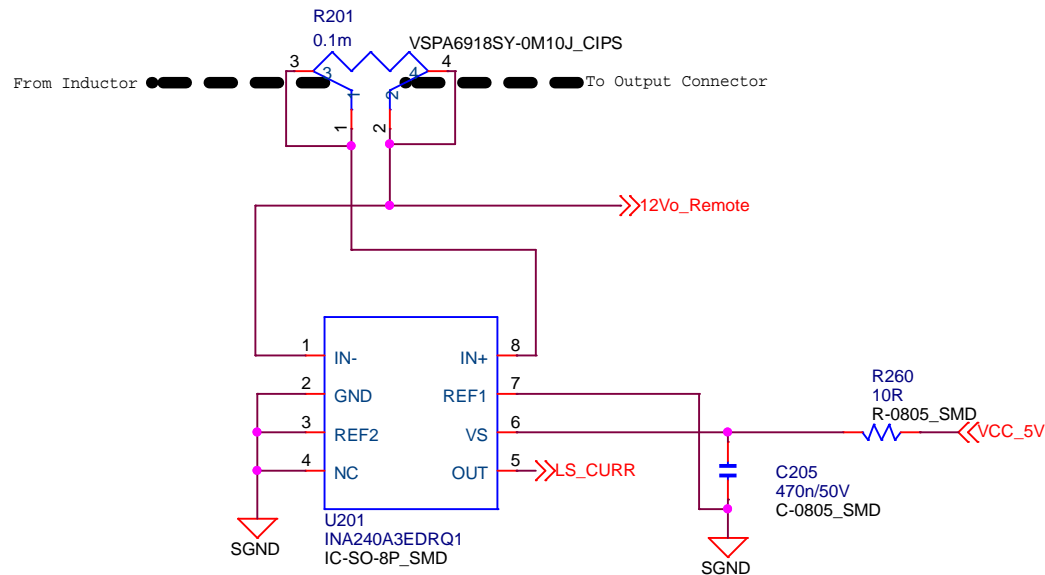 R201
0.1m
VSPA6918SY-0M10J_CIPS
3
4
From Inductor
3
4
To Output Connector
1
2
1
2
12Vo_Remote
1
IN-
IN+
8
2
GND
REF1
7
3
REF2
VS
6
4
NC
OUT
5
LS_CURR
R260
10R
R-0805_SMD
VCC_5V
C205
470n/50V
C-0805_SMD
U201
INA240A3EDRQ1
IC-SO-8P_SMD
SGND
SGND